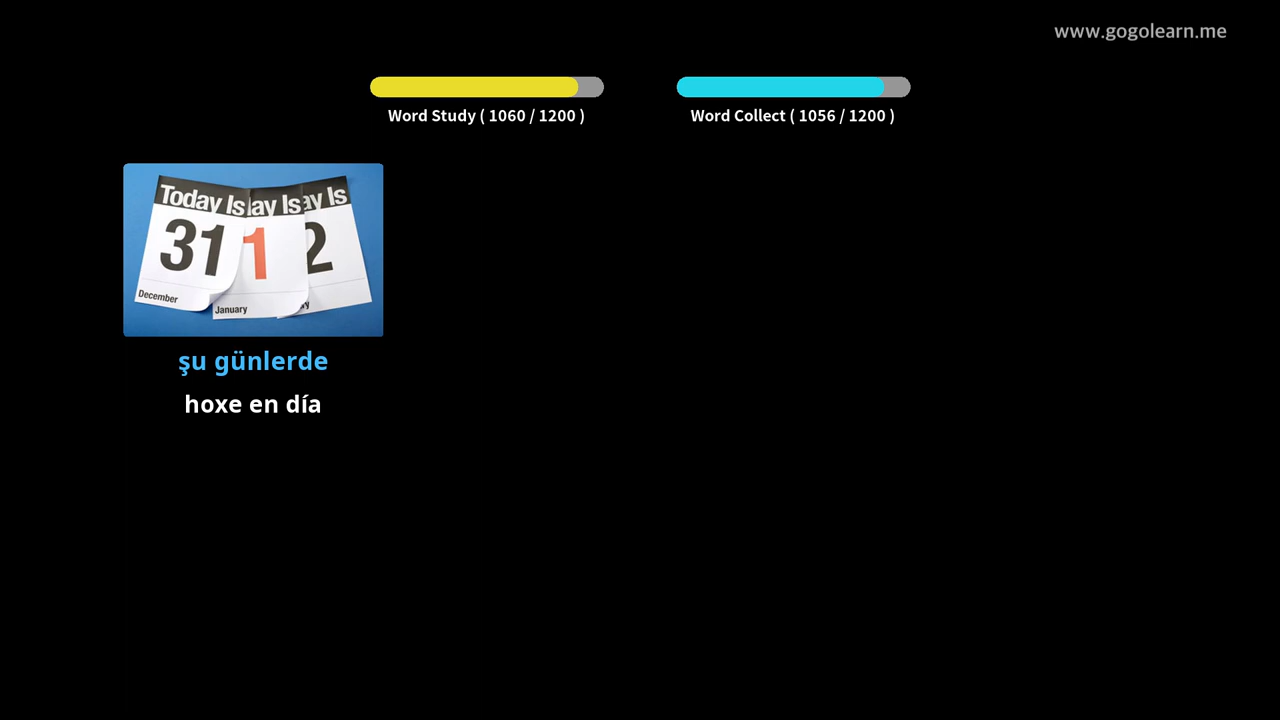 www.gogolearn.me
Word Study ( 1060 / 1200 )
Word Collect ( 1056 / 1200 )
Today Is
ay Is
ay Is
31
1
2
December
January
şu günlerde
hoxe en día